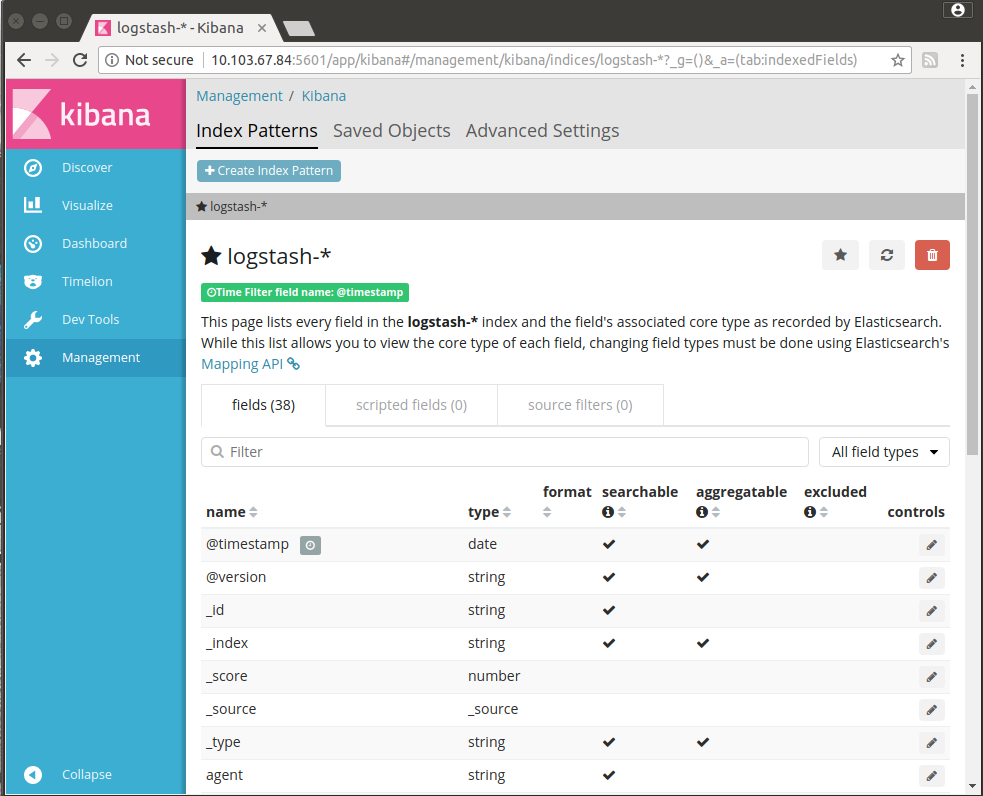 logstash-* - Kibana
Not secure 10.103.67.84:5601/app/kibana#/management/kibana/indices/logstash-*?_g=()&_a=(tab:indexedFields)
kibana
Discover
Visualize
Dashboard
Timelion
Dev Tools
Management
Collapse
Management / Kibana
Index Patterns Saved Objects Advanced Settings
Create Index Pattern
logstash-*
logstash-*
Time Filter field name: @timestamp
This page lists every field in the logstash-* index and the field's associated core type as recorded by Elasticsearch.
While this list allows you to view the core type of each field, changing field types must be done using Elasticsearch's
Mapping API
fields (38) scripted fields (0) source filters (0)
Filter All field types
name type format searchable aggregatable excluded controls
@timestamp date
@version string
_id string
_index string
_score number
_source _source
_type string
agent string